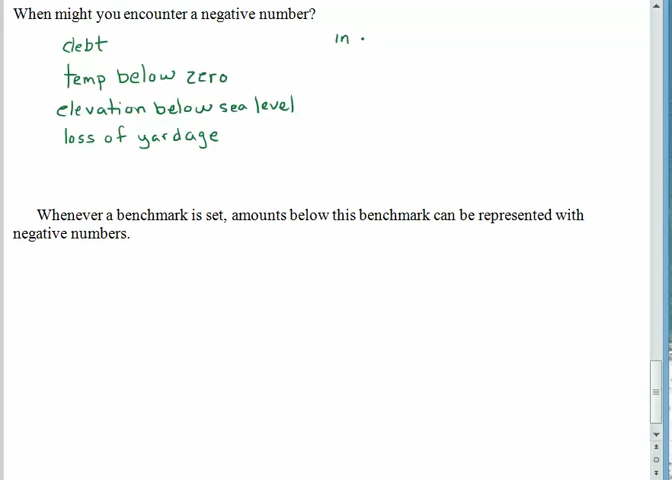 When might you encounter a negative number?
debt
in
temp below zero
elevation below sea level
loss of yardage
Whenever a benchmark is set, amounts below this benchmark can be represented with
negative numbers.